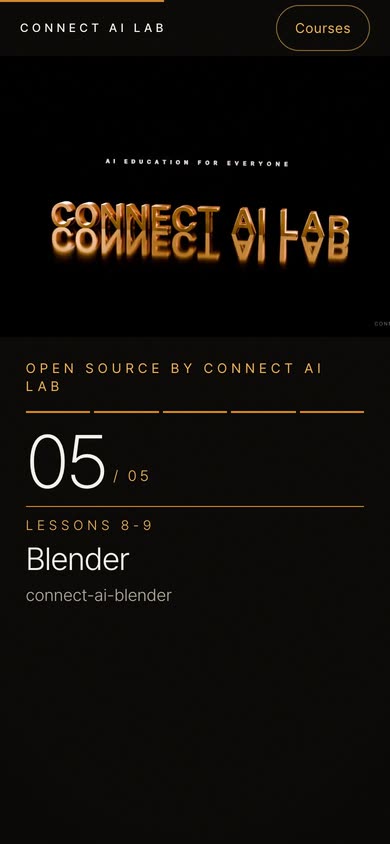 CONNECT AI LAB
Courses
AI EDUCATION FOR EVERYONE
CONNECT AI LAB
OPEN SOURCE BY CONNECT AI
LAB
05 / 05
LESSONS 8-9
Blender
connect-ai-blender